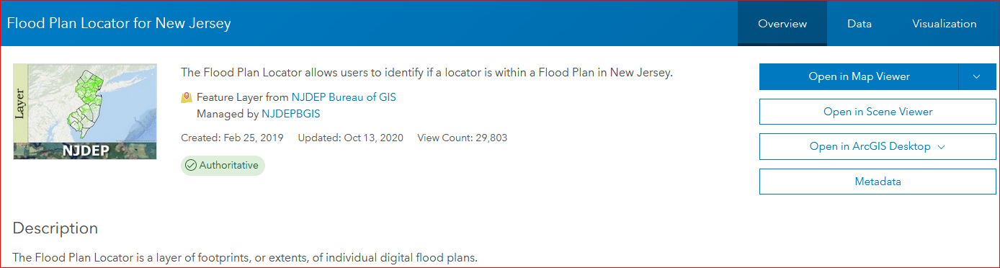 Flood Plan Locator for New Jersey
Overview
Data
Visualization
Layer
NJDEP
The Flood Plan Locator allows users to identify if a locator is within a Flood Plan in New Jersey.
Feature Layer from NJDEP Bureau of GIS
Managed by NJDEPBGIS
Created: Feb 25, 2019 Updated: Oct 13, 2020 View Count: 29,803
Authoritative
Open in Map Viewer
Open in Scene Viewer
Open in ArcGIS Desktop
Metadata
Description
The Flood Plan Locator is a layer of footprints, or extents, of individual digital flood plans.